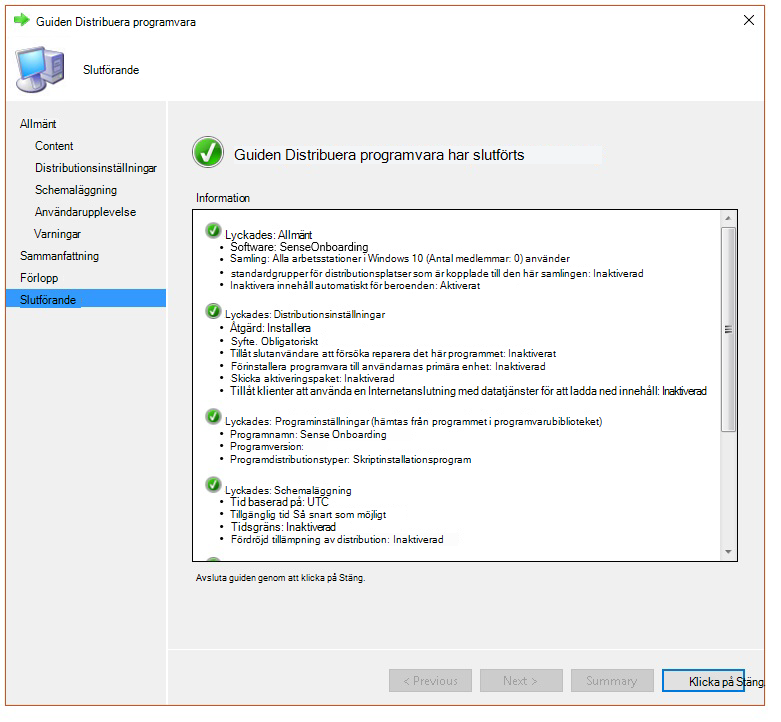 Guiden Distribuera programvara
Slutförande
Allmänt
Content
Distributionsinställningar
Schemaläggning
Användarupplevelse
Varningar
Sammanfattning
Förlopp
Slutförande
Guiden Distribuera programvara har slutförts
Information
Lyckades: Allmänt
• Software: SenseOnboarding
• Samling: Alla arbetsstationer i Windows 10 (Antal medlemmar: 0) använder
• standardgrupper för distributionsplatser som är kopplade till den här samlingen: Inaktiverad
• Inaktivera innehåll automatiskt för beroenden: Aktiverat
Lyckades: Distributionsinställningar
• Åtgärd: Installera
• Syfte. Obligatoriskt
• Tillåt slutanvändare att försöka reparera det här programmet: Inaktiverat
• Förinstallera programvara till användarnas primära enhet: Inaktiverad
• Skicka aktiveringspaket: Inaktiverad
• Tillåt klienter att använda en Internetanslutning med datatjänster för att ladda ned innehåll: Inaktiverad
Lyckades: Programinställningar (hämtas från programmet i programvarubiblioteket)
• Programnamn: Sense Onboarding
• Programversion:
• Programdistributionstyper: Skriptinstallationsprogram
Lyckades: Schemaläggning
• Tid baserad på: UTC
• Tillgänglig tid Så snart som möjligt
• Tidsgräns: Inaktiverad
• Fördröjd tillämpning av distribution: Inaktiverad
Avsluta guiden genom att klicka på Stäng.
< Previous
Next >
Summary
Klicka på Stäng.